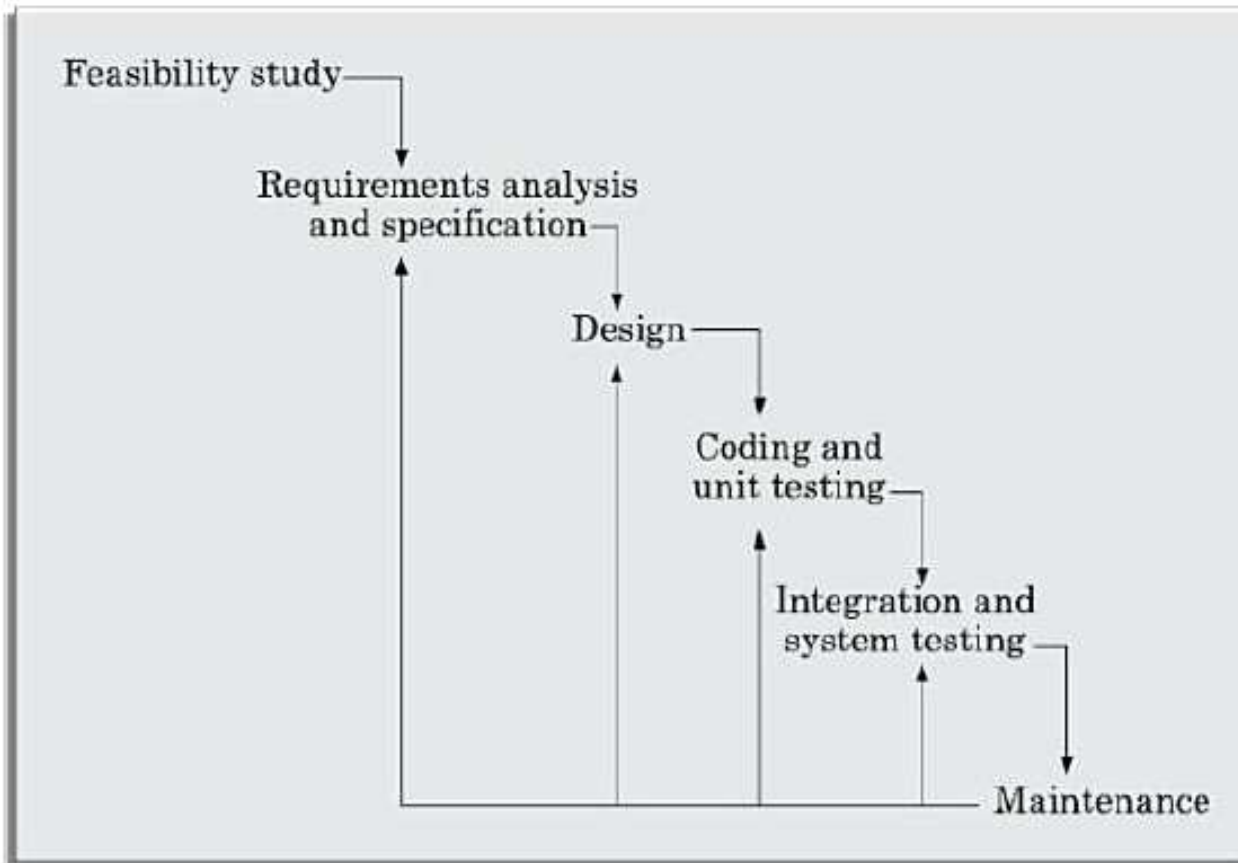 Feasibility study
Requirements analysis
and specification
Design
Coding and
unit testing
Integration and
system testing
Maintenance